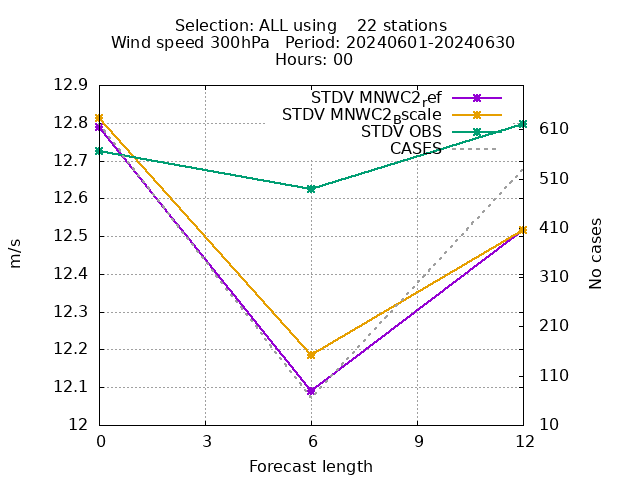 Selection: ALL using    22 stations
Wind speed 300hPa   Period: 20240601-20240630
Hours: 00
STDV MNWC2_ref
STDV MNWC2_Bscale
STDV OBS
CASES
12.9
12.8
12.7
12.6
12.5
12.4
12.3
12.2
12.1
12
m/s
610
510
410
310
210
110
10
No cases
0 3 6 9 12
Forecast length